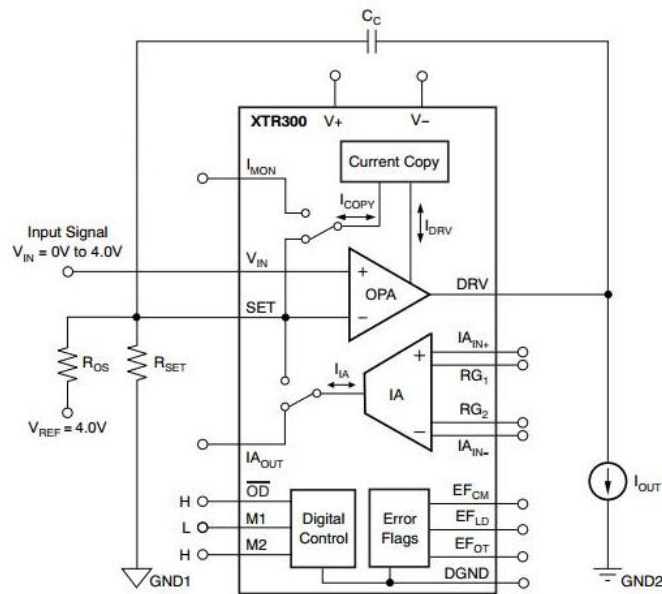 C_C
XTR300
V+
V−
Current Copy
I_MON
I_COPY
I_DRV
Input Signal
V_IN = 0V to 4.0V
V_IN
+
OPA
−
DRV
SET
R_OS
R_SET
V_REF = 4.0V
I_IA
+
IA
−
IA_IN+
RG_1
RG_2
IA_IN−
IA_OUT
I_OUT
H
O̅D̅
L
M1
H
M2
Digital
Control
Error
Flags
EF_CM
EF_LD
EF_OT
DGND
GND1
GND2